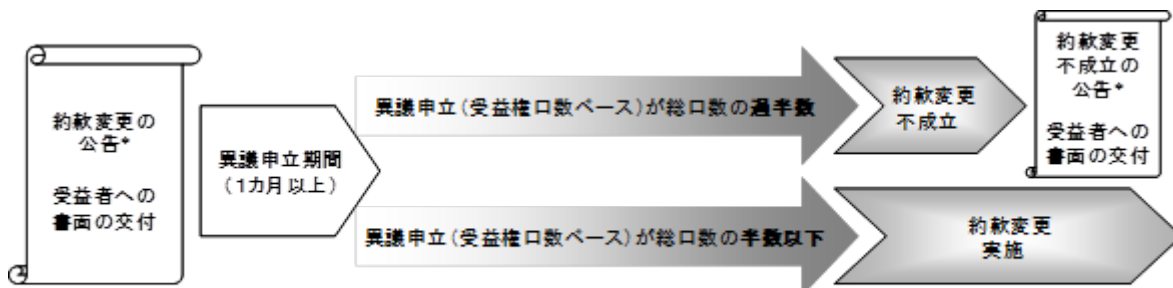 約款変更の
公告*
受益者への
書面の交付
異議申立期間
（1カ月以上）
異議申立（受益権口数ベース）が総口数の過半数
約款変更
不成立
約款変更
不成立の
公告*
受益者への
書面の交付
異議申立（受益権口数ベース）が総口数の半数以下
約款変更
実施